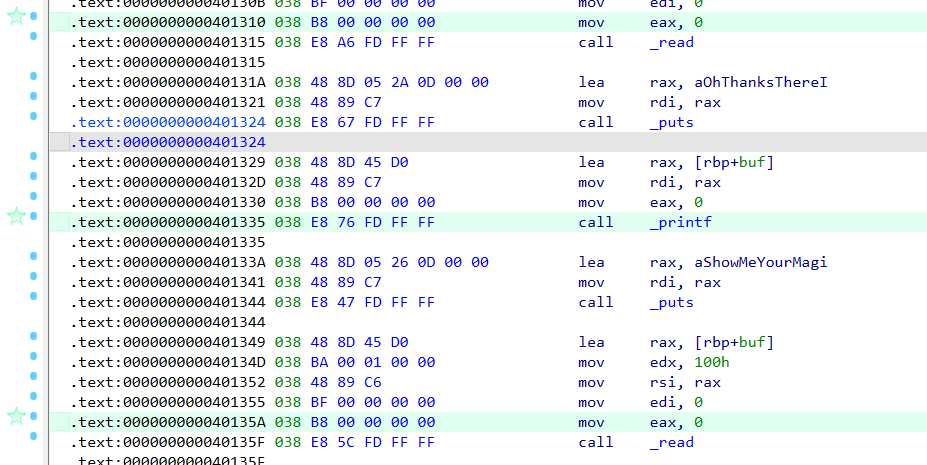 .text:000000000040130B 038 BF 00 00 00 00 mov edi, 0
.text:0000000000401310 038 B8 00 00 00 00 mov eax, 0
.text:0000000000401315 038 E8 A6 FD FF FF call _read
.text:0000000000401315
.text:000000000040131A 038 48 8D 05 2A 0D 00 00 lea rax, aOhThanksThereI
.text:0000000000401321 038 48 89 C7 mov rdi, rax
.text:0000000000401324 038 E8 67 FD FF FF call _puts
.text:0000000000401324
.text:0000000000401329 038 48 8D 45 D0 lea rax, [rbp+buf]
.text:000000000040132D 038 48 89 C7 mov rdi, rax
.text:0000000000401330 038 B8 00 00 00 00 mov eax, 0
.text:0000000000401335 038 E8 76 FD FF FF call _printf
.text:0000000000401335
.text:000000000040133A 038 48 8D 05 26 0D 00 00 lea rax, aShowMeYourMagi
.text:0000000000401341 038 48 89 C7 mov rdi, rax
.text:0000000000401344 038 E8 47 FD FF FF call _puts
.text:0000000000401344
.text:0000000000401349 038 48 8D 45 D0 lea rax, [rbp+buf]
.text:000000000040134D 038 BA 00 01 00 00 mov edx, 100h
.text:0000000000401352 038 48 89 C6 mov rsi, rax
.text:0000000000401355 038 BF 00 00 00 00 mov edi, 0
.text:000000000040135A 038 B8 00 00 00 00 mov eax, 0
.text:000000000040135F 038 E8 5C FD FF FF call _read
.text:000000000040135F